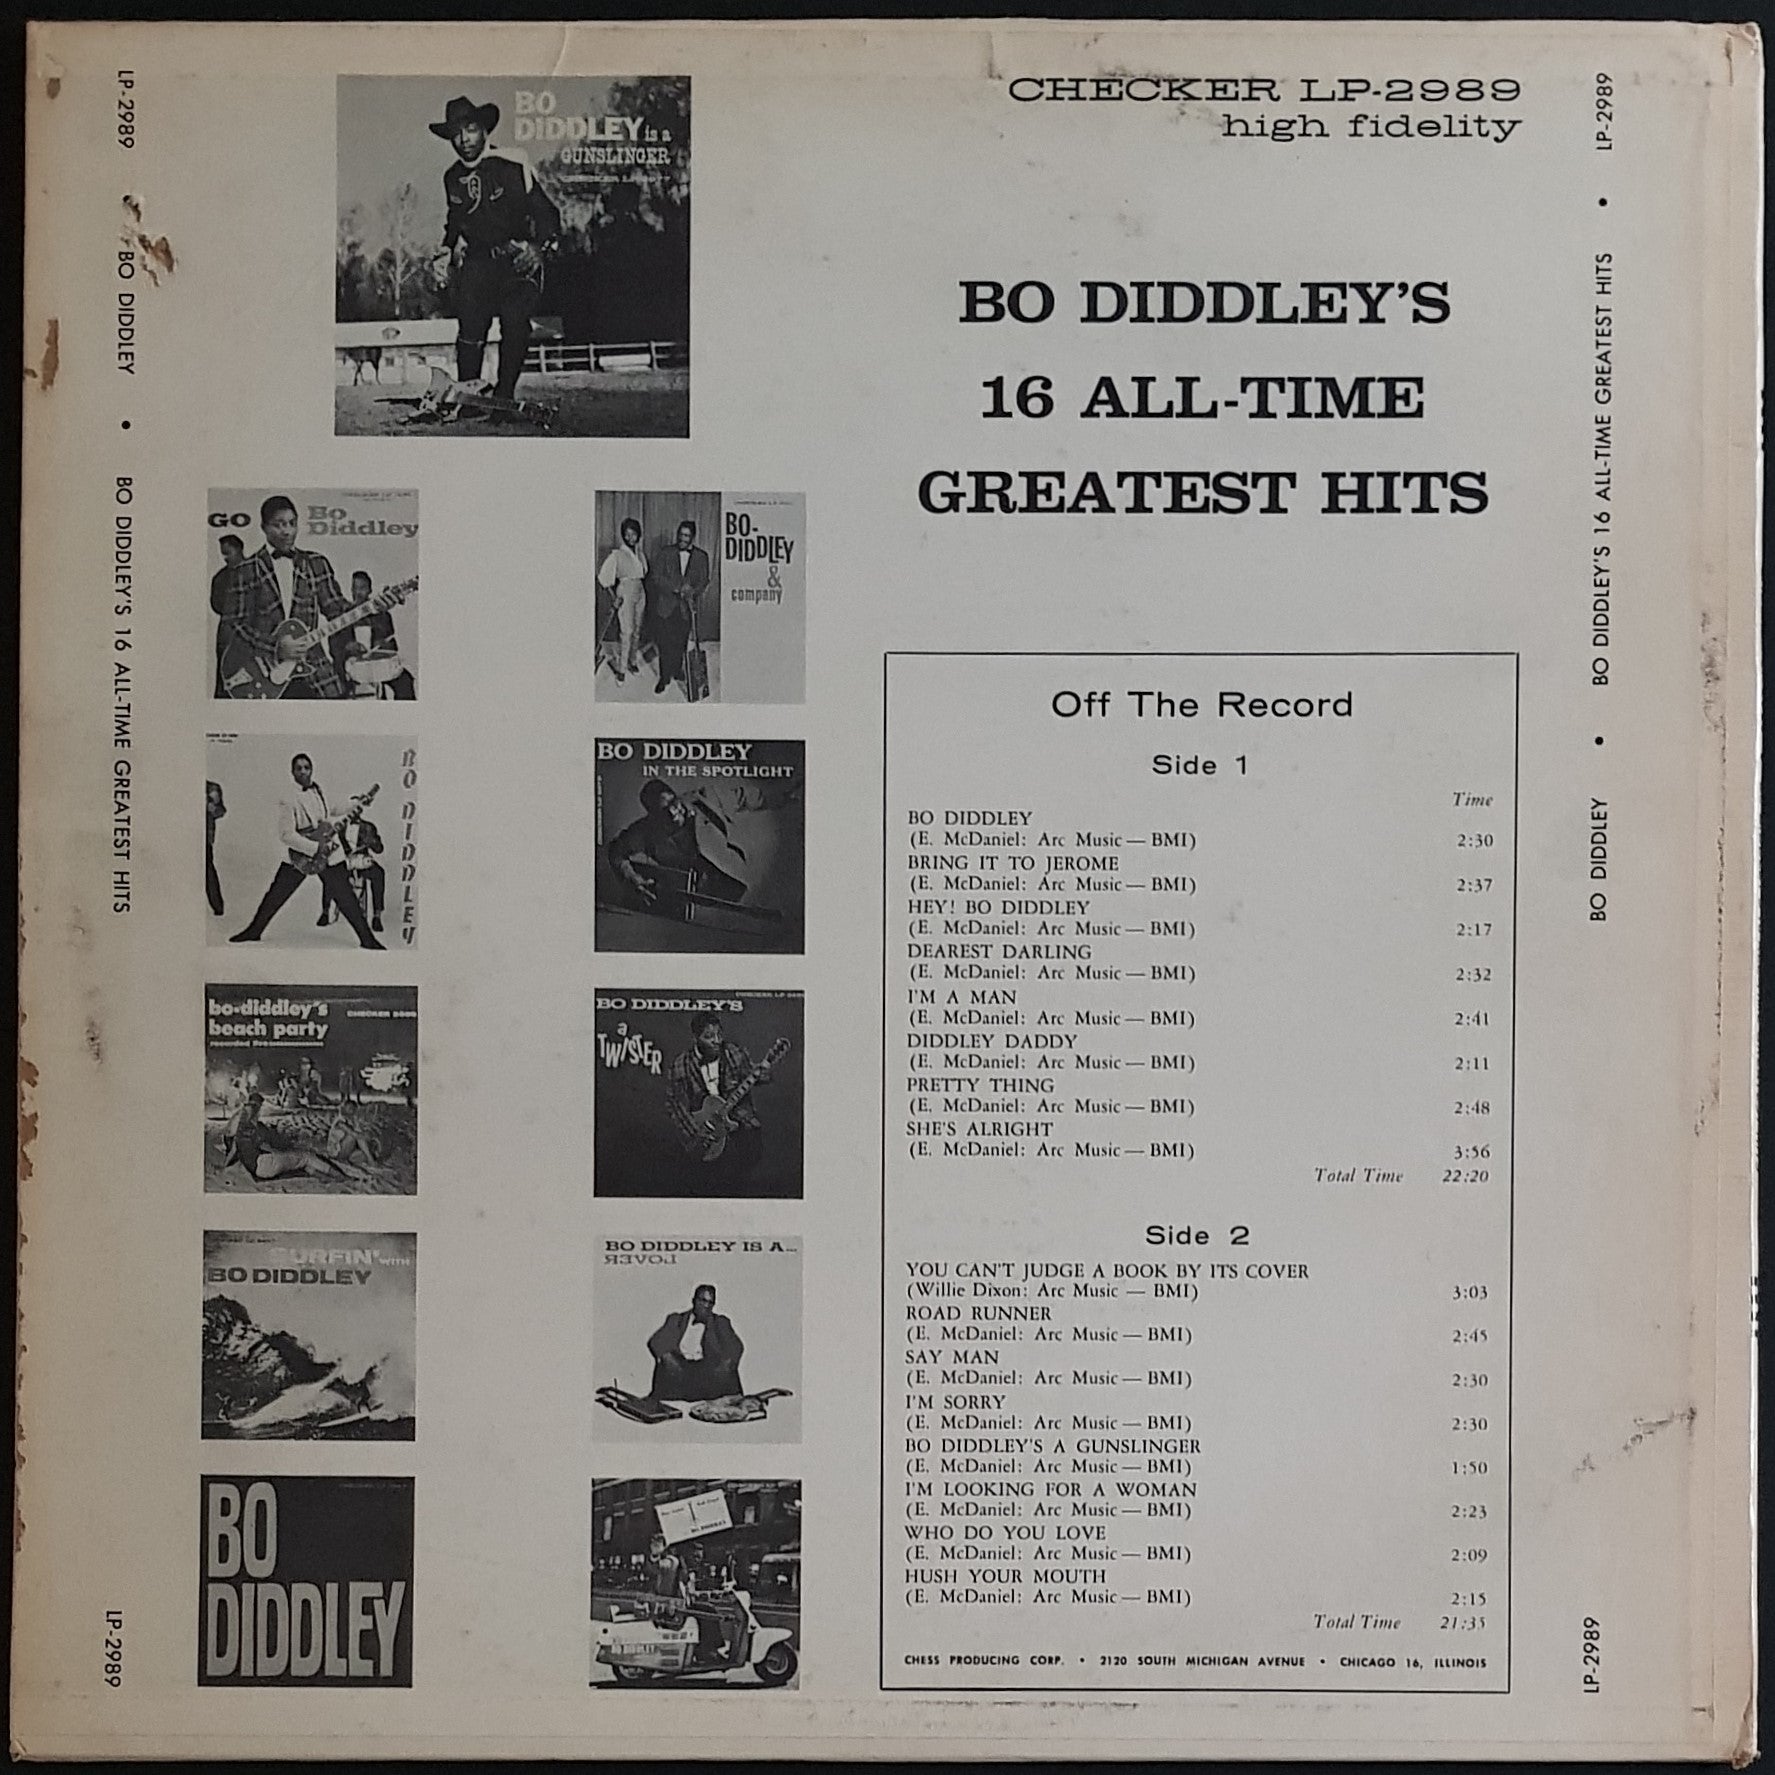 LP-2989 • BO DIDDLEY • BO DIDDLEY'S 16 ALL-TIME GREATEST HITS LP-2989
BO
DIDDLEY is a
GUNSLINGER
GO Bo
Diddley
BO-
DIDDLEY
&
company
BO DIDDLEY
BO DIDDLEY
IN THE SPOTLIGHT
bo-diddley's
beach party
CHECKER
BO DIDDLEY'S
a
TWISTER
SURFIN' WITH
BO DIDDLEY
BO DIDDLEY IS A...
LOVER
BO
DIDDLEY
BO DIDDLEY
CHECKER LP-2989
high fidelity
BO DIDDLEY'S
16 ALL-TIME
GREATEST HITS
Off The Record
Side 1
Time
BO DIDDLEY
(E. McDaniel: Arc Music — BMI) 2:30
BRING IT TO JEROME
(E. McDaniel: Arc Music — BMI) 2:37
HEY! BO DIDDLEY
(E. McDaniel: Arc Music — BMI) 2:17
DEAREST DARLING
(E. McDaniel: Arc Music — BMI) 2:32
I'M A MAN
(E. McDaniel: Arc Music — BMI) 2:41
DIDDLEY DADDY
(E. McDaniel: Arc Music — BMI) 2:11
PRETTY THING
(E. McDaniel: Arc Music — BMI) 2:48
SHE'S ALRIGHT
(E. McDaniel: Arc Music — BMI) 3:56
Total Time 22:20
Side 2
YOU CAN'T JUDGE A BOOK BY ITS COVER
(Willie Dixon: Arc Music — BMI) 3:03
ROAD RUNNER
(E. McDaniel: Arc Music — BMI) 2:45
SAY MAN
(E. McDaniel: Arc Music — BMI) 2:30
I'M SORRY
(E. McDaniel: Arc Music — BMI) 2:30
BO DIDDLEY'S A GUNSLINGER
(E. McDaniel: Arc Music — BMI) 1:50
I'M LOOKING FOR A WOMAN
(E. McDaniel: Arc Music — BMI) 2:23
WHO DO YOU LOVE
(E. McDaniel: Arc Music — BMI) 2:09
HUSH YOUR MOUTH
(E. McDaniel: Arc Music — BMI) 2:15
Total Time 21:35
CHESS PRODUCING CORP. • 2120 SOUTH MICHIGAN AVENUE • CHICAGO 16, ILLINOIS
LP-2989 BO DIDDLEY • BO DIDDLEY'S 16 ALL-TIME GREATEST HITS • LP-2989